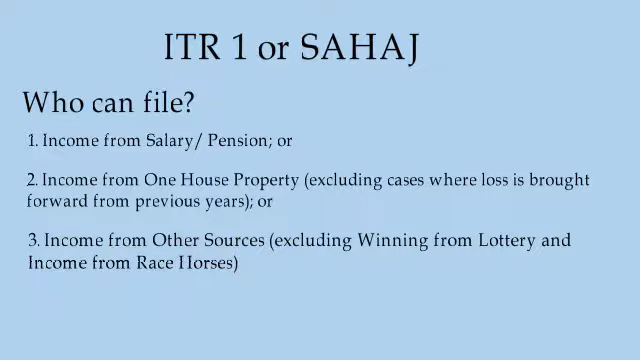 ITR 1 or SAHAJ
Who can file?
1. Income from Salary/ Pension; or
2. Income from One House Property (excluding cases where loss is brought
forward from previous years); or
3. Income from Other Sources (excluding Winning from Lottery and
Income from Race Horses)